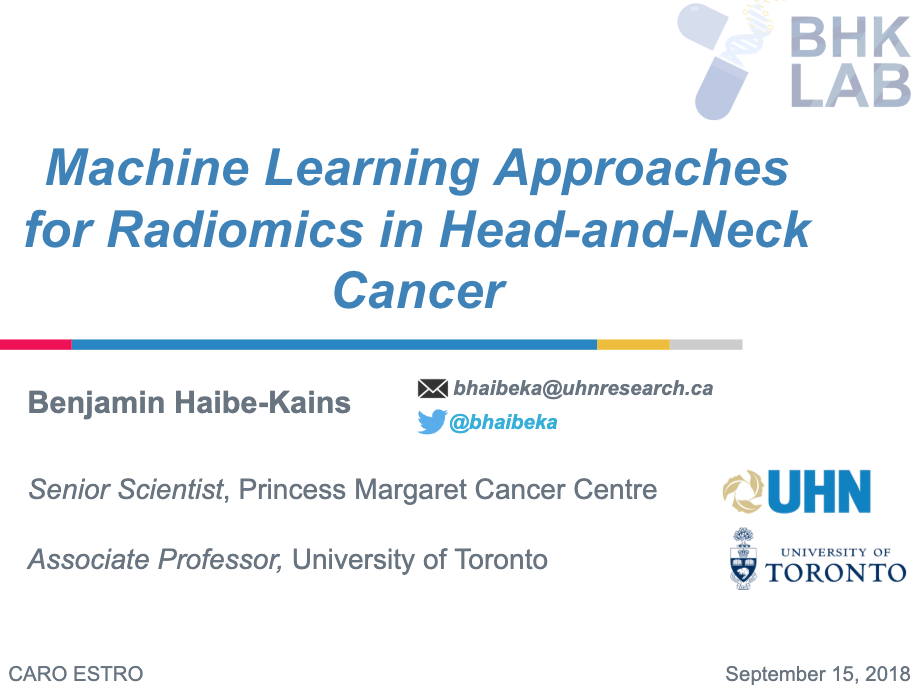 BHK
LAB
Machine Learning Approaches
for Radiomics in Head-and-Neck
Cancer
Benjamin Haibe-Kains
bhaibeka@uhnresearch.ca
@bhaibeka
Senior Scientist, Princess Margaret Cancer Centre
UHN
Associate Professor, University of Toronto
UNIVERSITY OF
TORONTO
CARO ESTRO
September 15, 2018